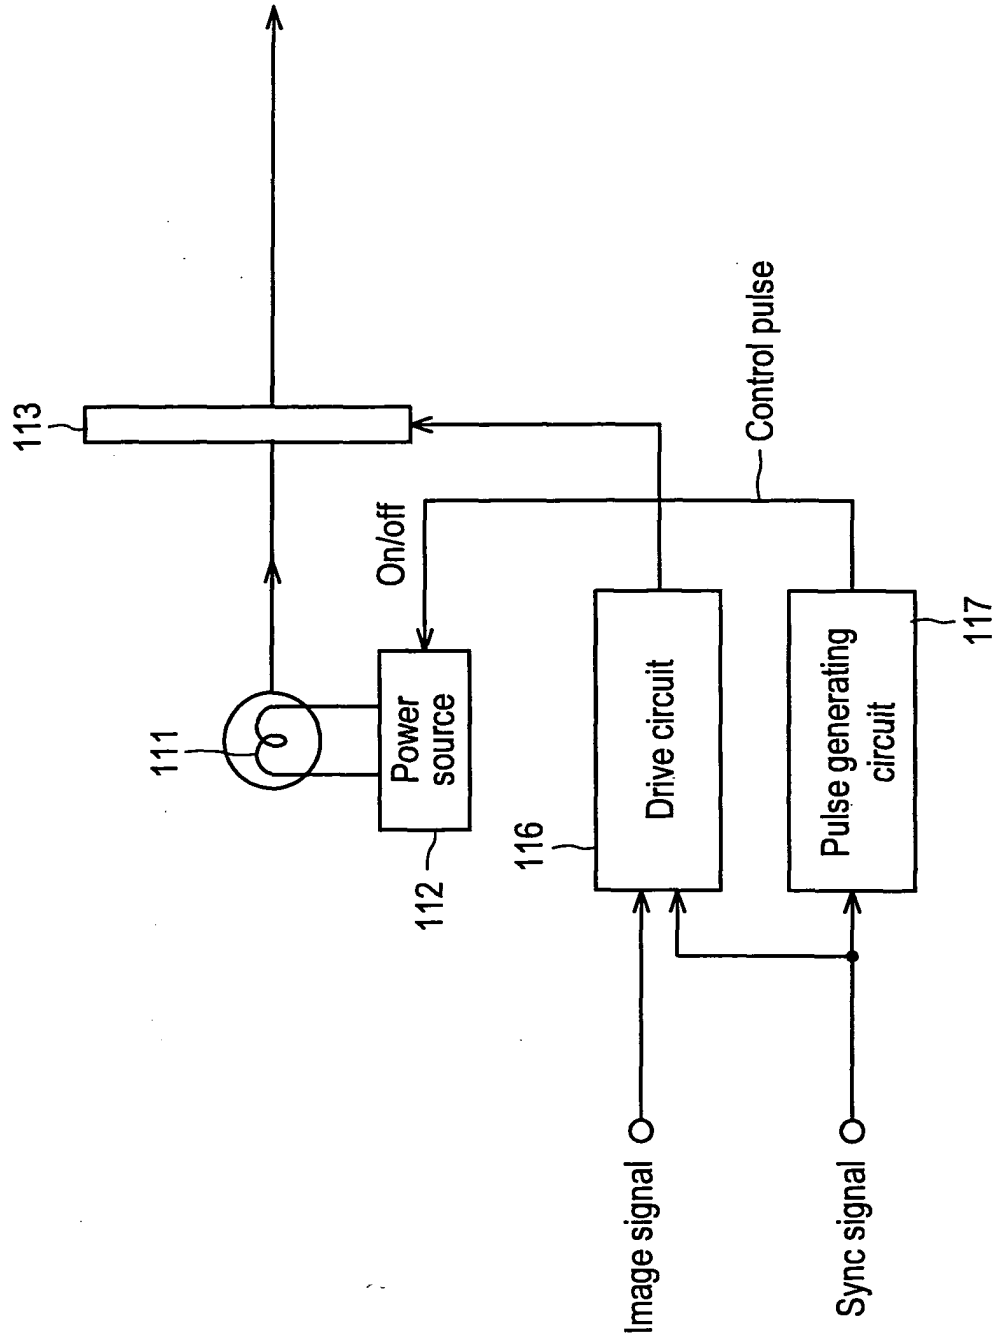 113
111
On/off
Power
source
112
Control pulse
116
Drive circuit
Pulse generating
circuit
117
Image signal
Sync signal